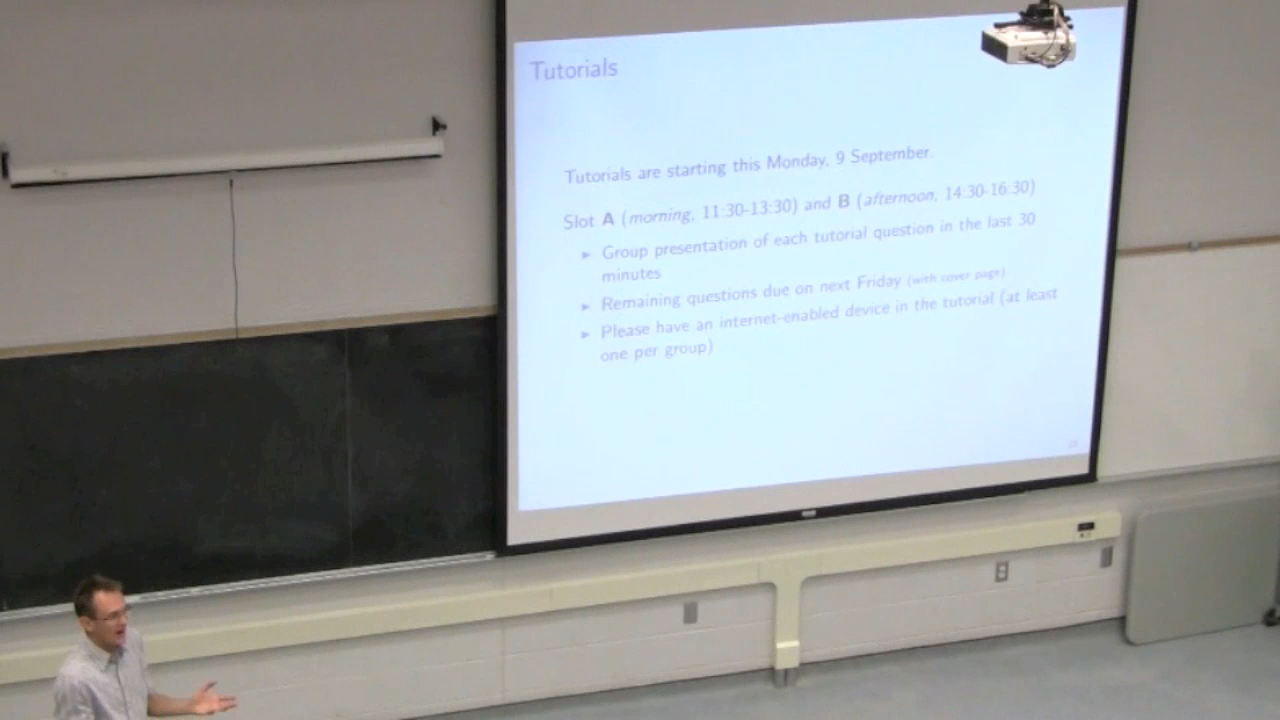 Tutorials
Tutorials are starting this Monday, 9 September.
Slot A (morning, 11:30-13:30) and B (afternoon, 14:30-16:30)
► Group presentation of each tutorial question in the last 30
minutes
► Remaining questions due on next Friday (with cover page)
► Please have an internet-enabled device in the tutorial (at least
one per group)